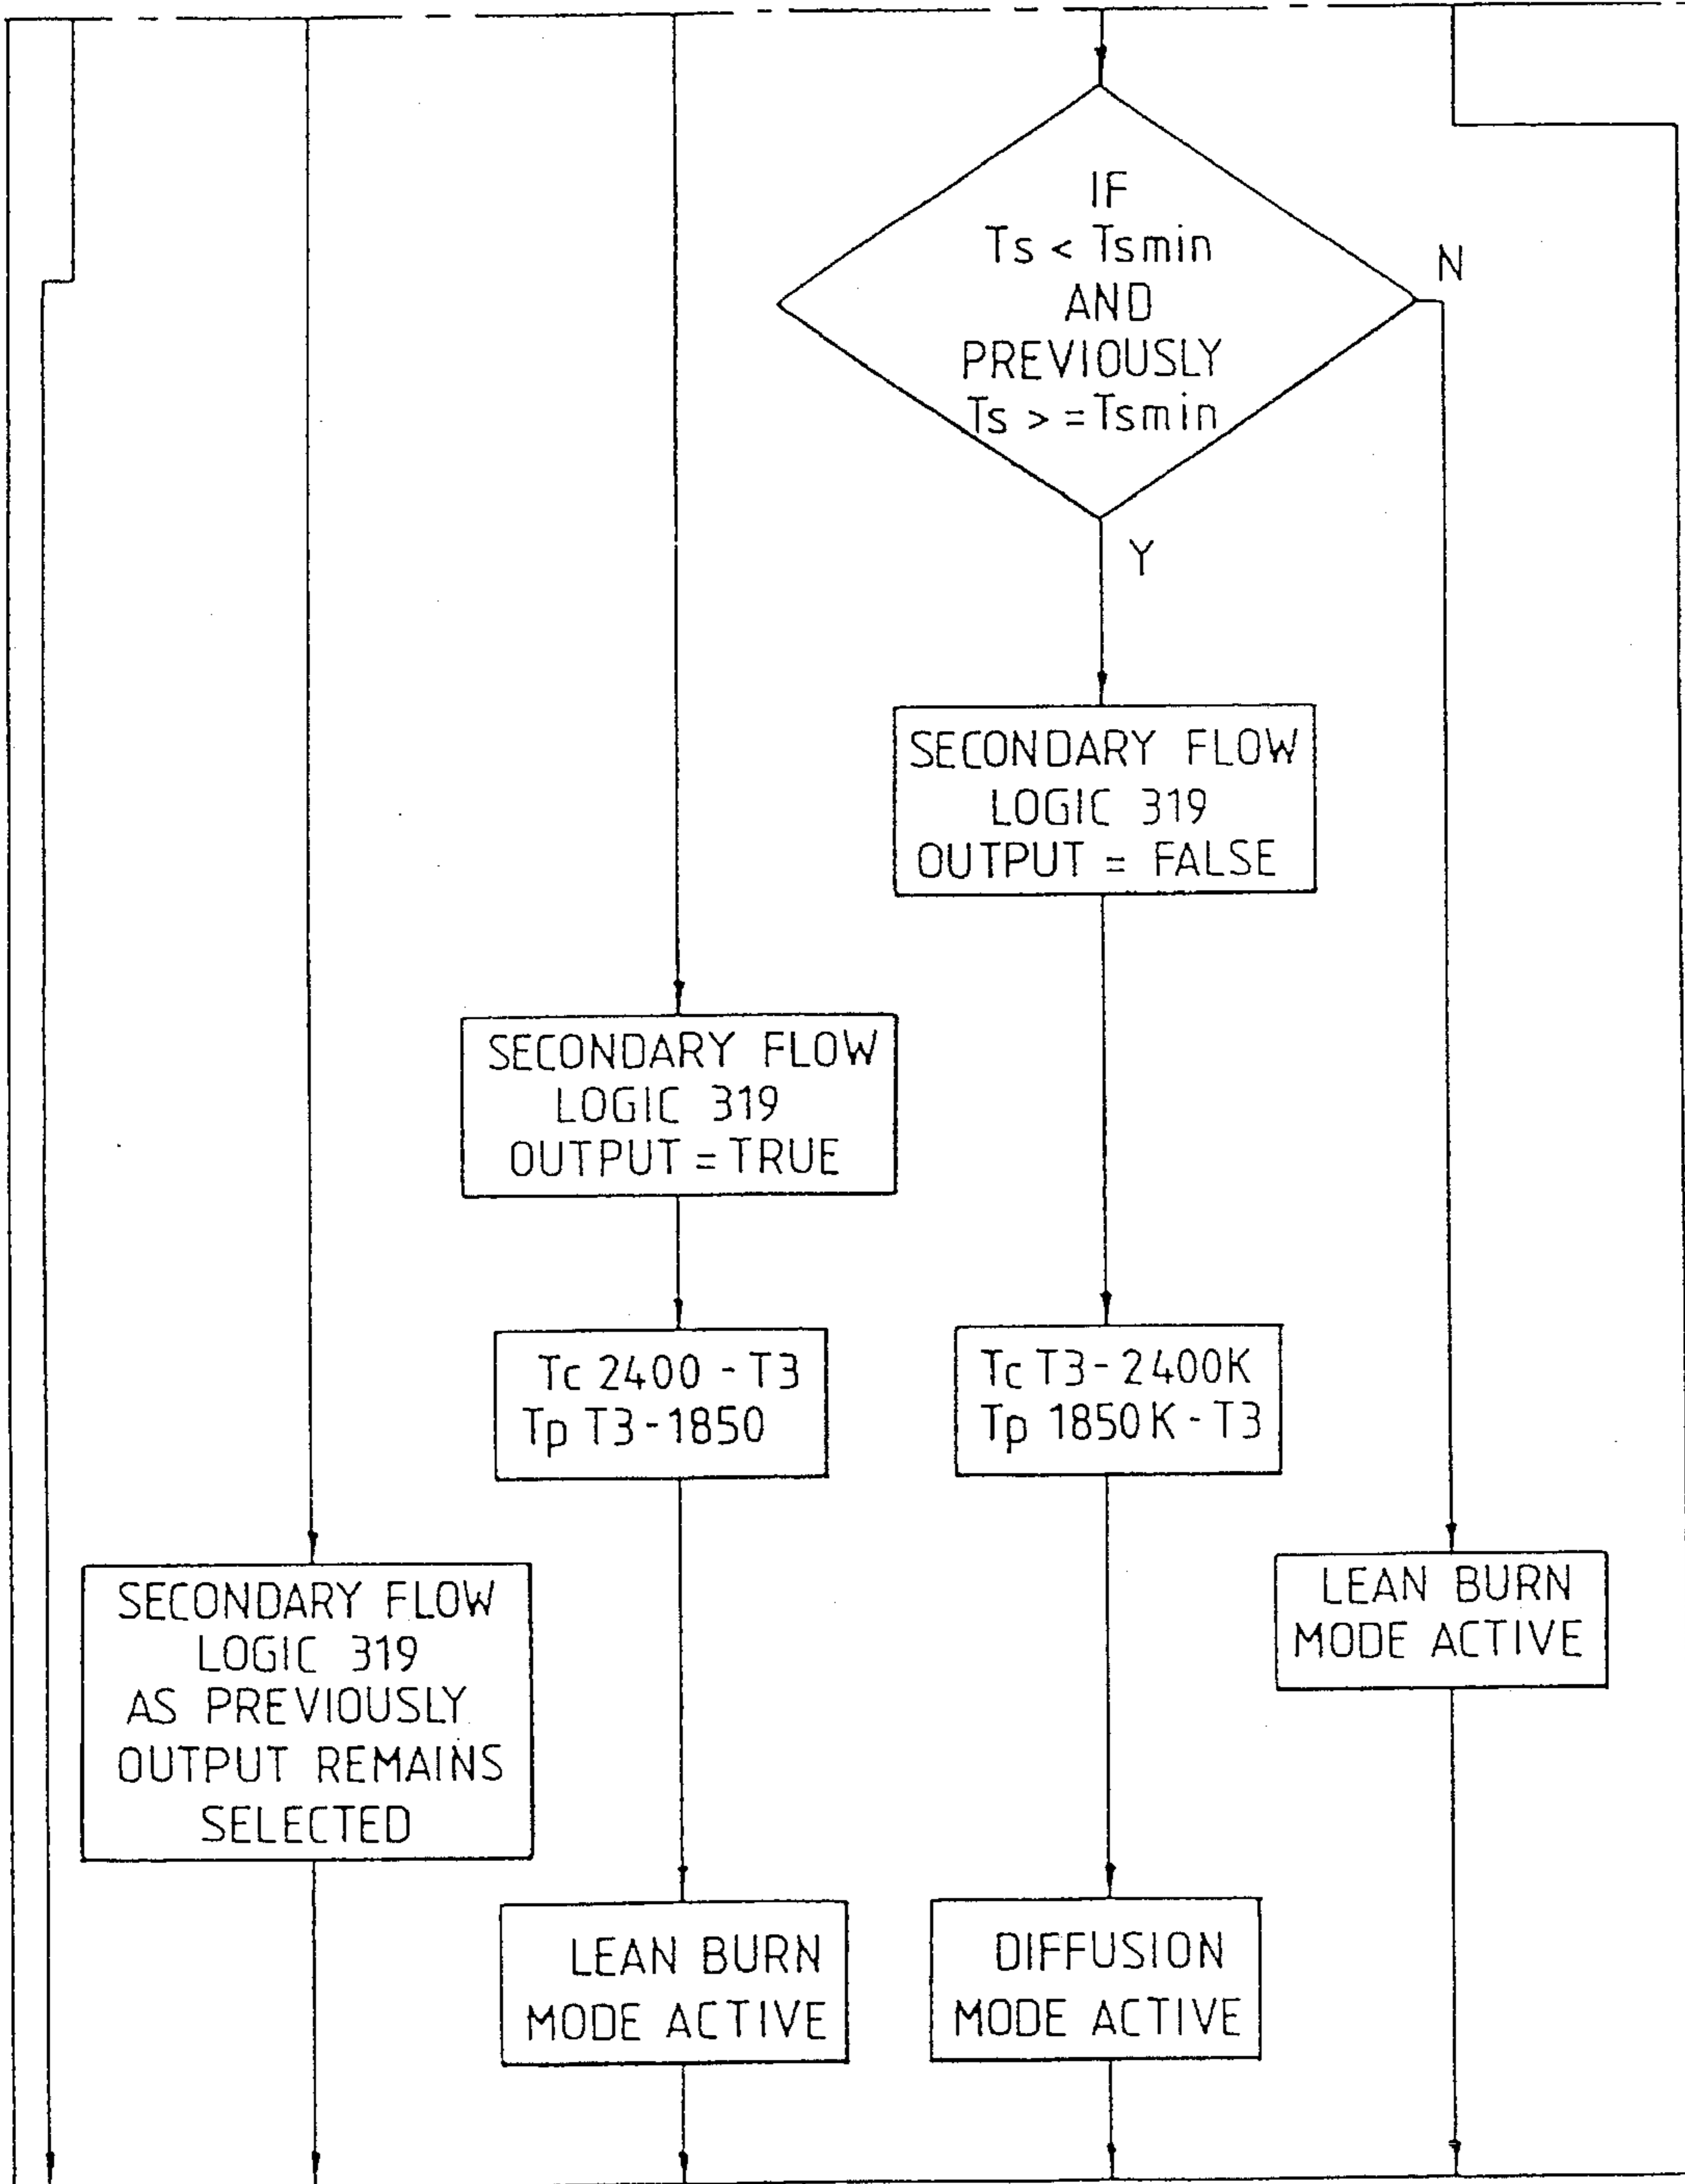 IF
Ts < Tsmin
AND
PREVIOUSLY
Ts > =Tsmin
N
Y
SECONDARY FLOW
LOGIC 319
OUTPUT = FALSE
SECONDARY FLOW
LOGIC 319
OUTPUT = TRUE
Tc 2400 - T3
Tp T3 - 1850
Tc T3 - 2400K
Tp 1850K - T3
SECONDARY FLOW
LOGIC 319
AS PREVIOUSLY
OUTPUT REMAINS
SELECTED
LEAN BURN
MODE ACTIVE
LEAN BURN
MODE ACTIVE
DIFFUSION
MODE ACTIVE